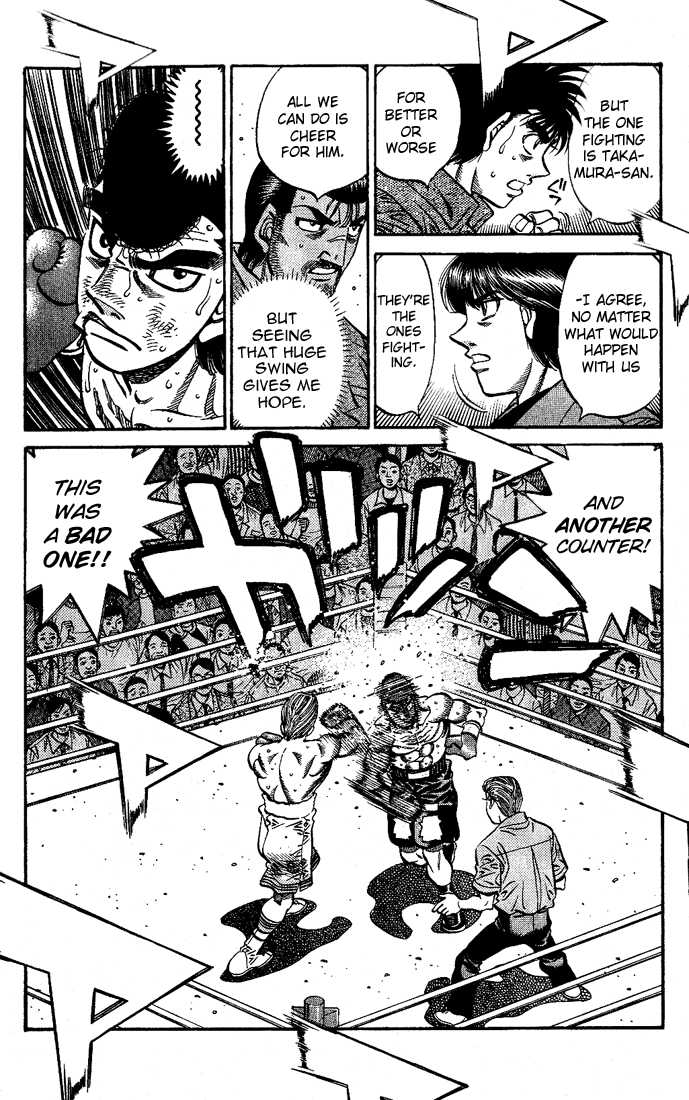 BUT
THE ONE
FIGHTING
IS TAKA-
MURA-SAN.
FOR
BETTER
OR
WORSE
グッ
-I AGREE,
NO MATTER
WHAT WOULD
HAPPEN
WITH US
THEY'RE
THE
ONES
FIGHT-
ING.
ALL WE
CAN DO IS
CHEER
FOR HIM.
BUT
SEEING
THAT HUGE
SWING
GIVES ME
HOPE.
AND
ANOTHER
COUNTER!
THIS
WAS
A BAD
ONE!!